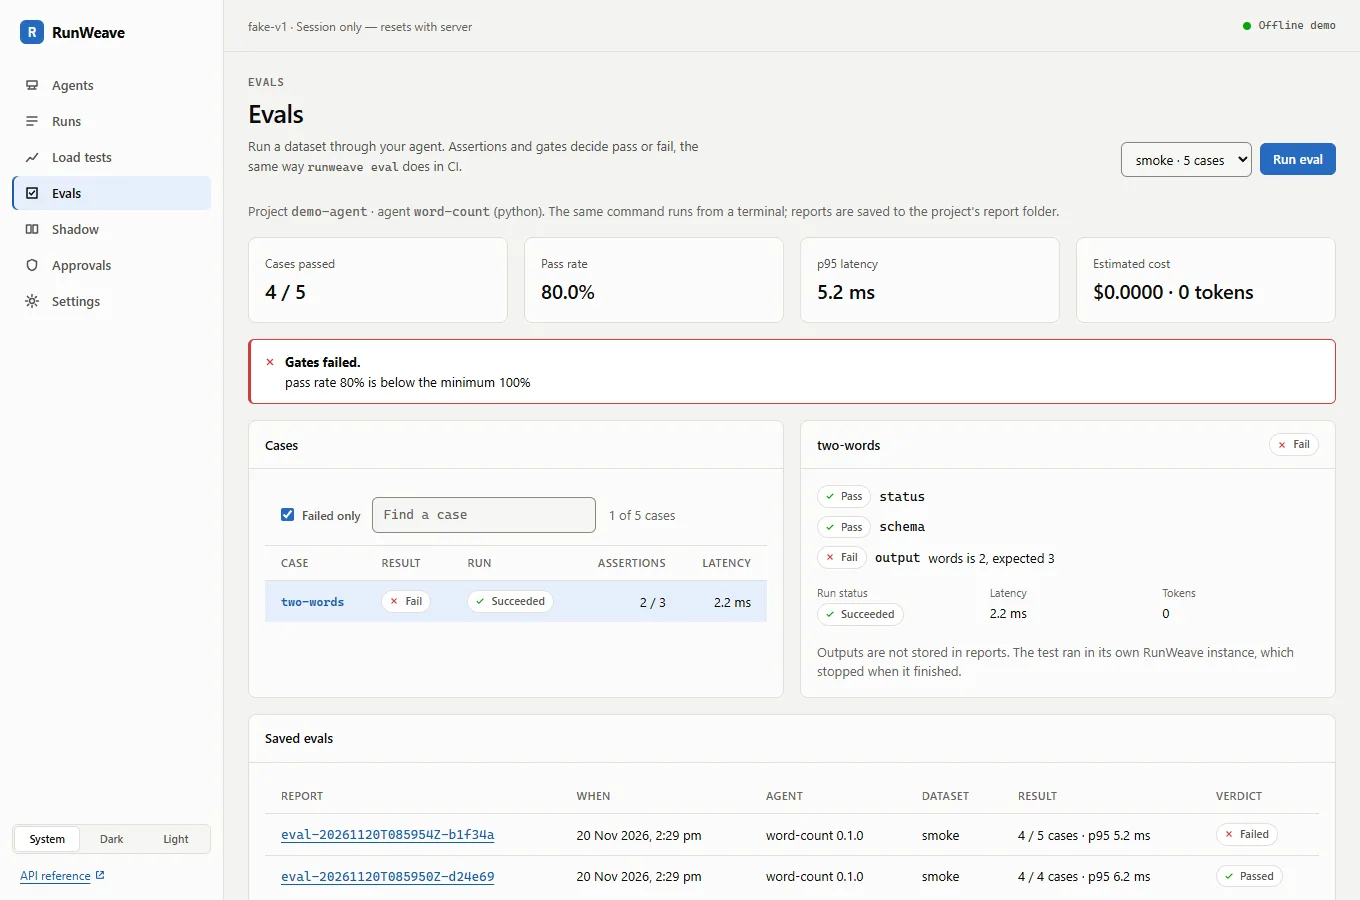 R RunWeave
fake-v1 · Session only — resets with server
Offline demo
Agents
Runs
Load tests
Evals
Shadow
Approvals
Settings
System Dark Light
API reference
EVALS
Evals
Run a dataset through your agent. Assertions and gates decide pass or fail, the
same way runweave eval does in CI.
smoke · 5 cases
Run eval
Project demo-agent · agent word-count (python). The same command runs from a terminal; reports are saved to the project's report folder.
Cases passed
4 / 5
Pass rate
80.0%
p95 latency
5.2 ms
Estimated cost
$0.0000 · 0 tokens
Gates failed.
pass rate 80% is below the minimum 100%
Cases
Failed only
Find a case
1 of 5 cases
CASE RESULT RUN ASSERTIONS LATENCY
two-words Fail Succeeded 2 / 3 2.2 ms
two-words
Fail
Pass status
Pass schema
Fail output words is 2, expected 3
Run status Latency Tokens
Succeeded 2.2 ms 0
Outputs are not stored in reports. The test ran in its own RunWeave instance, which
stopped when it finished.
Saved evals
REPORT WHEN AGENT DATASET RESULT VERDICT
eval-20261120T085954Z-b1f34a 20 Nov 2026, 2:29 pm word-count 0.1.0 smoke 4 / 5 cases · p95 5.2 ms Failed
eval-20261120T085950Z-d24e69 20 Nov 2026, 2:29 pm word-count 0.1.0 smoke 4 / 4 cases · p95 6.2 ms Passed